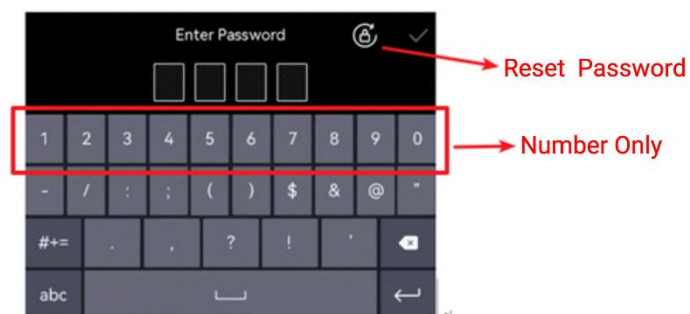 Enter Password
Reset Password
1 2 3 4 5 6 7 8 9 0
Number Only
- / : ; ( ) $ & @ "
#+= . , ? ! '
abc